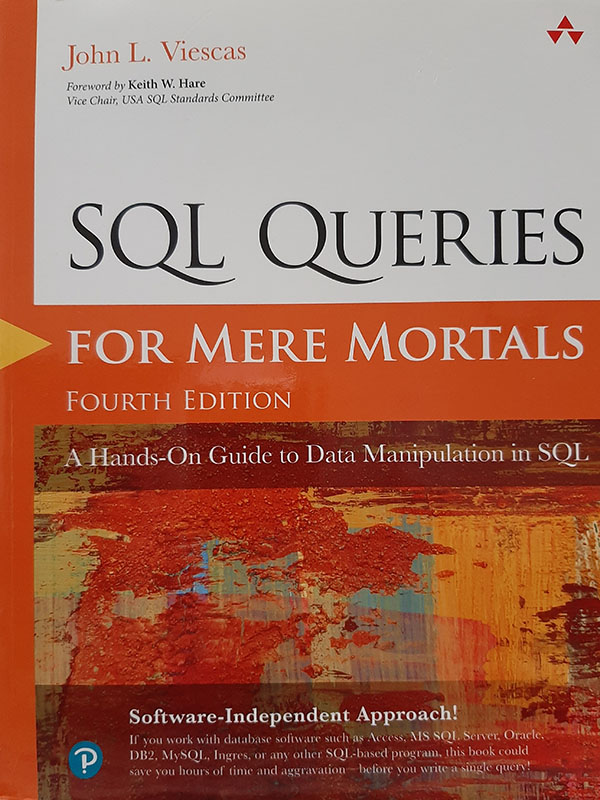 John L. Viescas
Foreword by Keith W. Hare
Vice Chair, USA SQL Standards Committee
SQL QUERIES
FOR MERE MORTALS
FOURTH EDITION
A Hands-On Guide to Data Manipulation in SQL
Software-Independent Approach!
If you work with database software such as Access, MS SQL Server, Oracle,
DB2, MySQL, Ingres, or any other SQL-based program, this book could
save you hours of time and aggravation—before you write a single query!
P